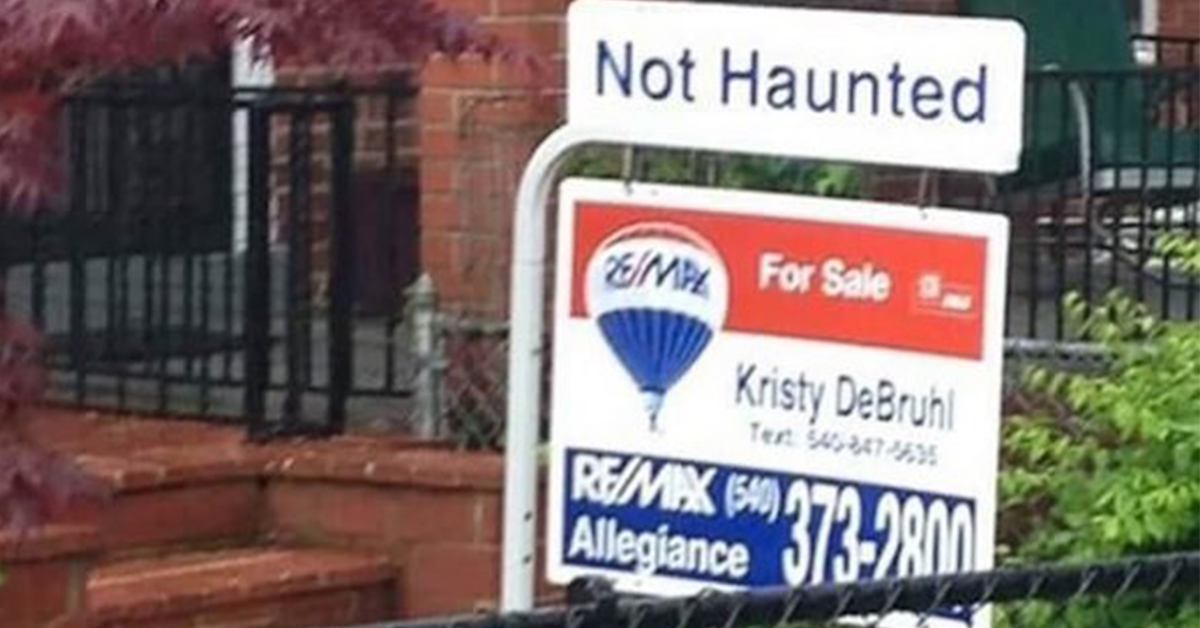 Not Haunted
RE/MAX
For Sale
Kristy DeBruhl
Text: 540-847-5635
RE/MAX (540) 373-2800
Allegiance